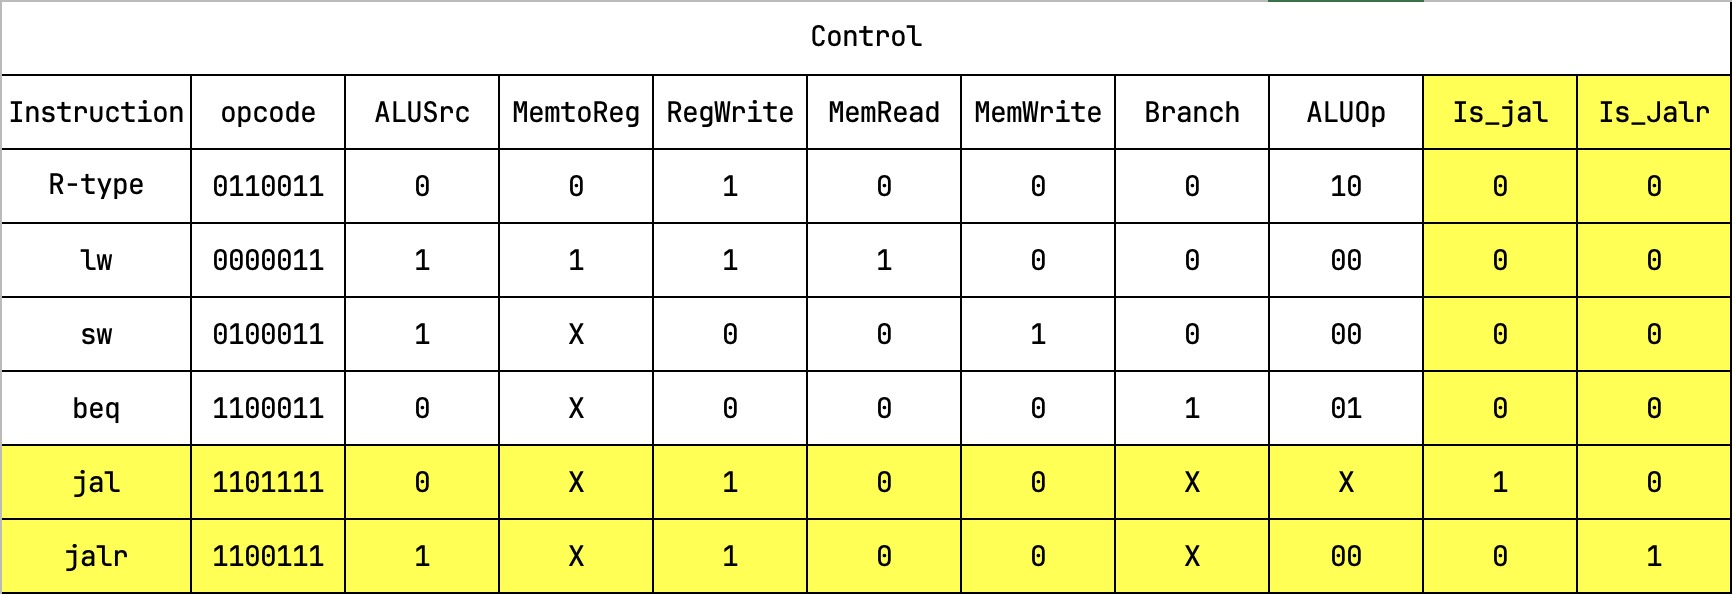 Control
Instruction opcode ALUSrc MemtoReg RegWrite MemRead MemWrite Branch ALUOp Is_jal Is_Jalr
R-type 0110011 0 0 1 0 0 0 10 0 0
lw 0000011 1 1 1 1 0 0 00 0 0
sw 0100011 1 X 0 0 1 0 00 0 0
beq 1100011 0 X 0 0 0 1 01 0 0
jal 1101111 0 X 1 0 0 X X 1 0
jalr 1100111 1 X 1 0 0 X 00 0 1